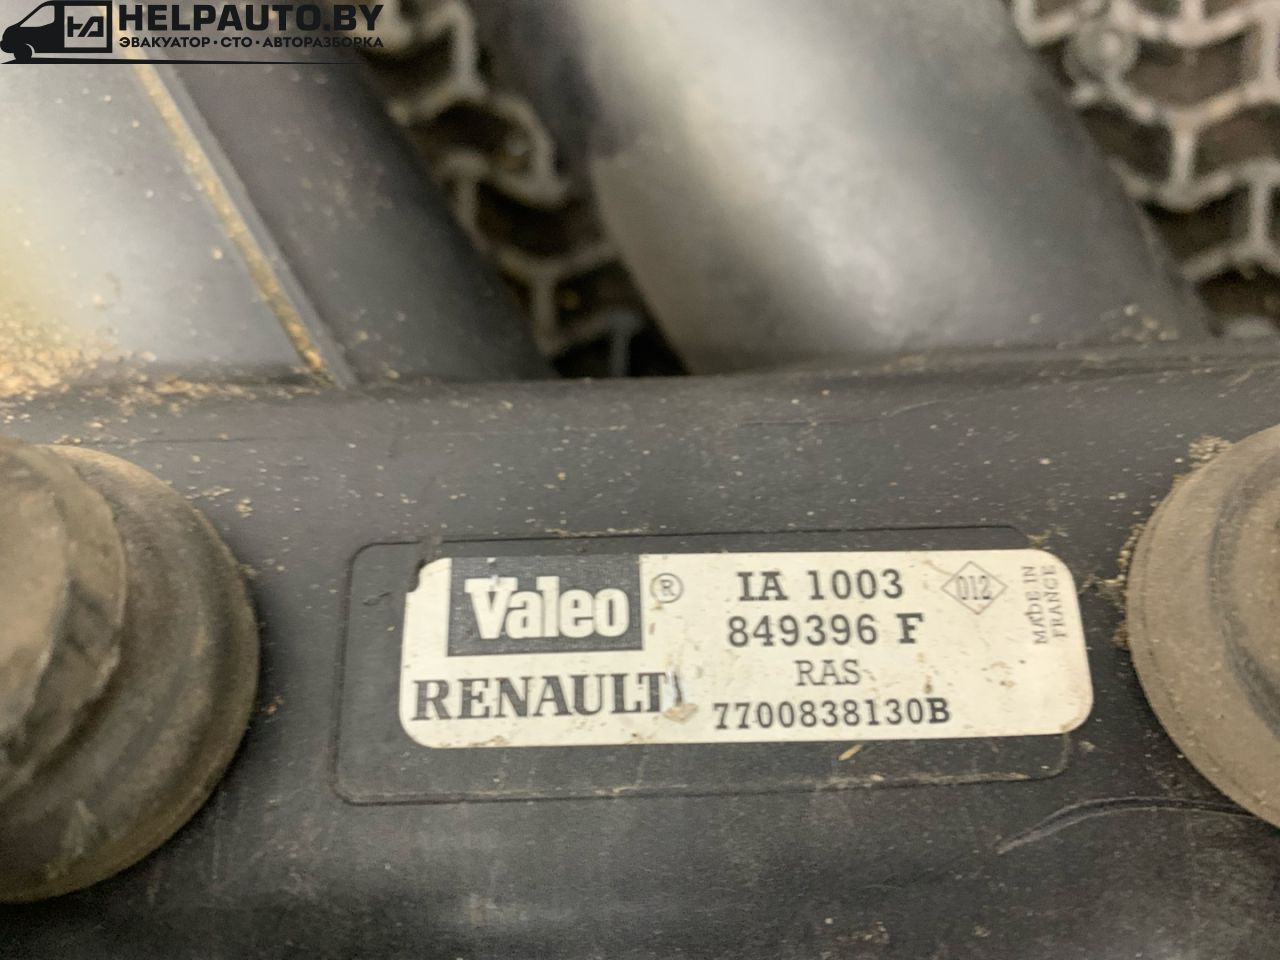 HELPAUTO.BY
ЭВАКУАТОР · СТО · АВТОРАЗБОРКА
Valeo ®
RENAULT
IA 1003
849396 F
RAS
7700838130B
012
MADE IN
FRANCE